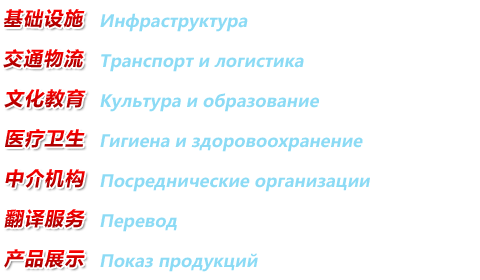 基础设施 Инфраструктура
交通物流 Транспорт и логистика
文化教育 Культура и образование
医疗卫生 Гигиена и здоровоохранение
中介机构 Посреднические организации
翻译服务 Перевод
产品展示 Показ продукций